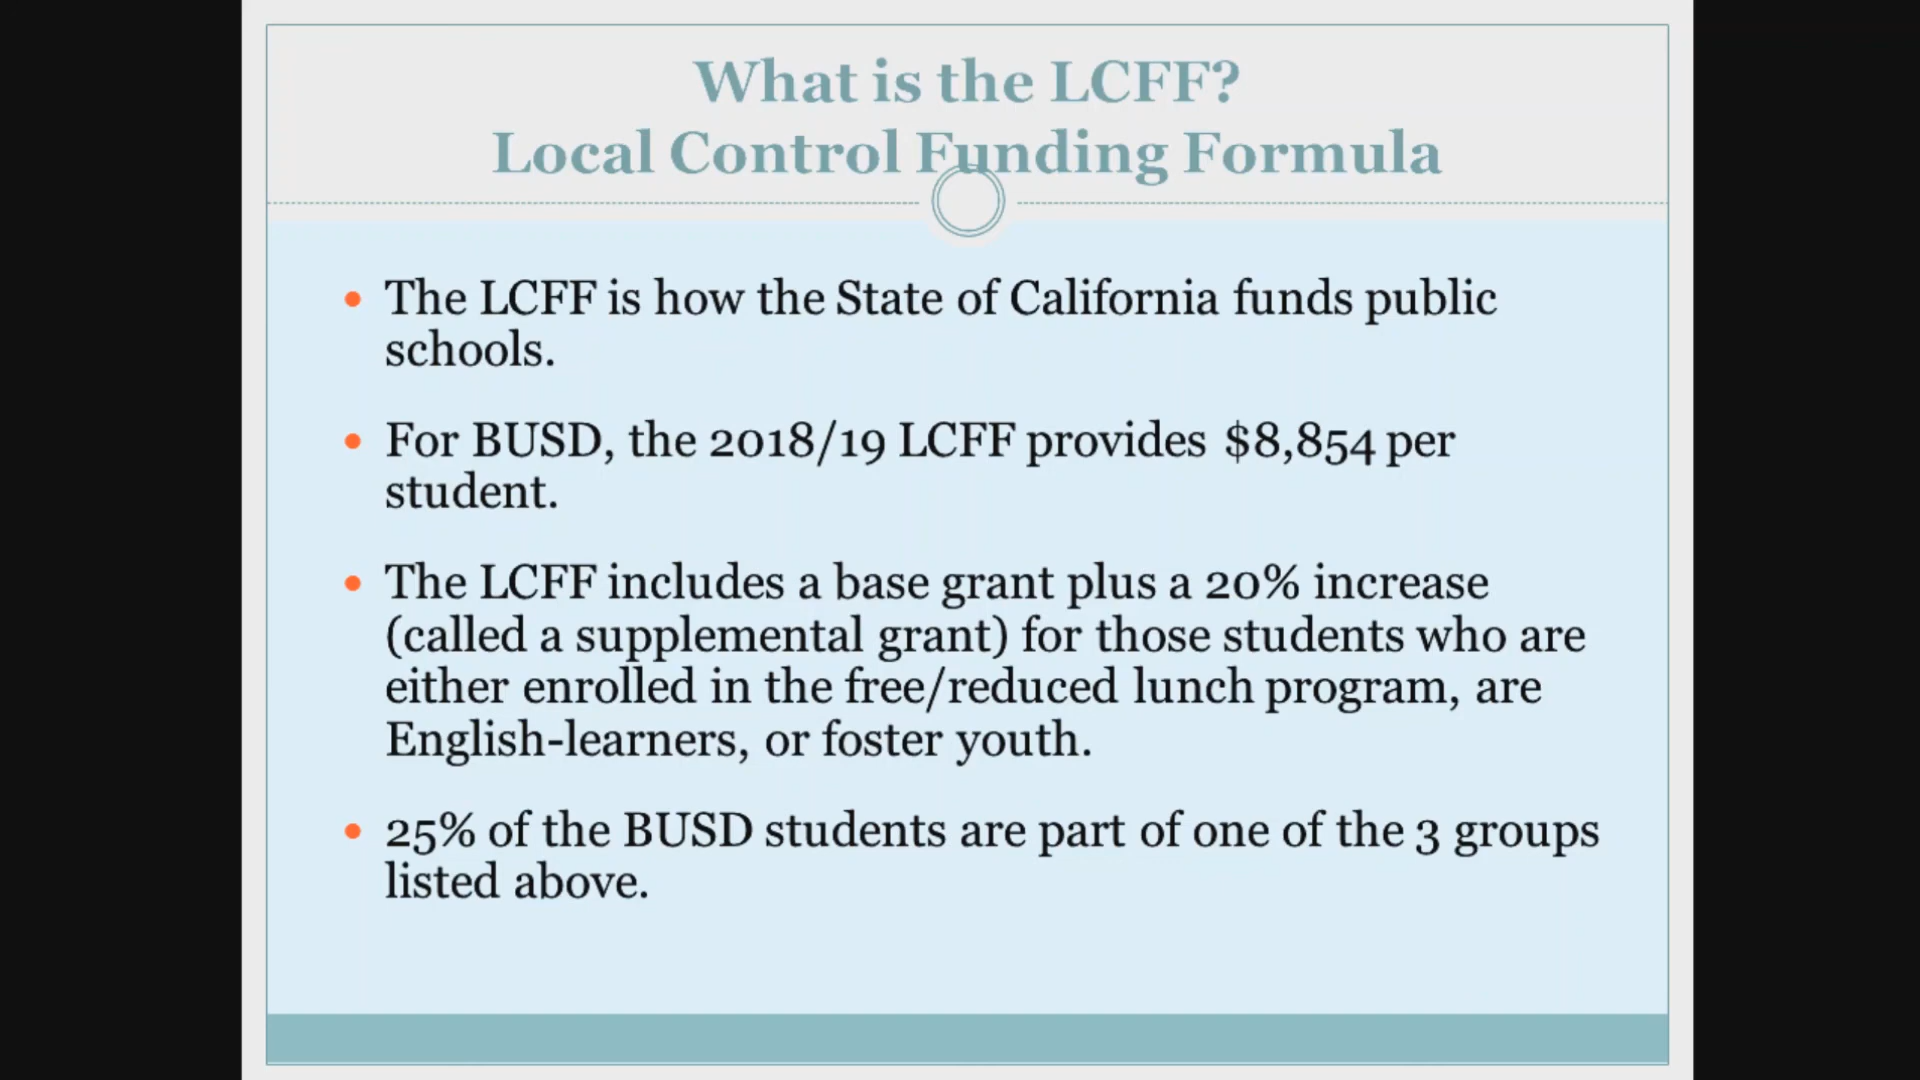 What is the LCFF?
Local Control Funding Formula
• The LCFF is how the State of California funds public
schools.
• For BUSD, the 2018/19 LCFF provides $8,854 per
student.
• The LCFF includes a base grant plus a 20% increase
(called a supplemental grant) for those students who are
either enrolled in the free/reduced lunch program, are
English-learners, or foster youth.
• 25% of the BUSD students are part of one of the 3 groups
listed above.